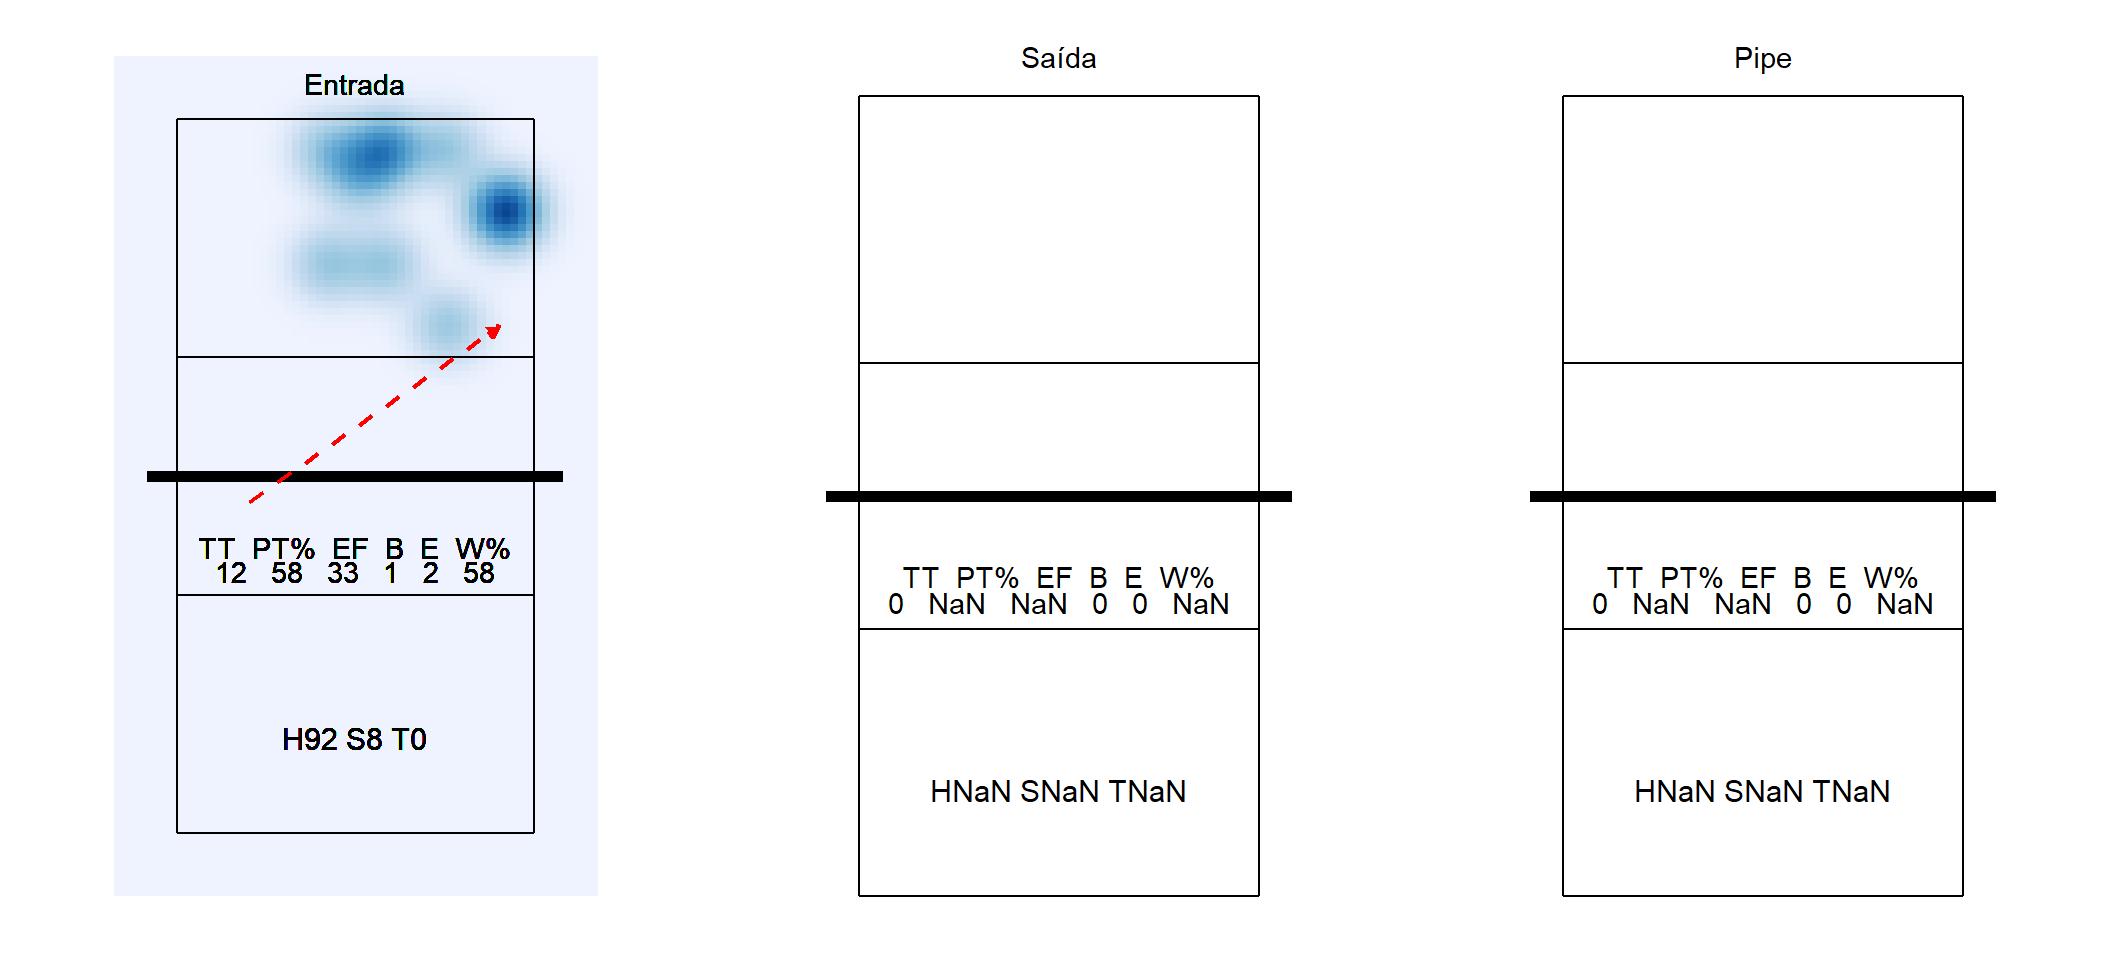 Entrada
TT PT% EF B E W%
12 58 33 1 2 58
H92 S8 T0
Saída
TT PT% EF B E W%
0 NaN NaN 0 0 NaN
HNaN SNaN TNaN
Pipe
TT PT% EF B E W%
0 NaN NaN 0 0 NaN
HNaN SNaN TNaN